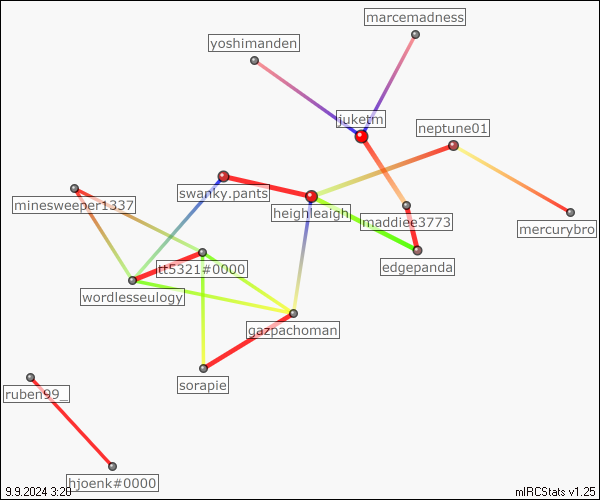 marcemadness
yoshimanden
juketm
neptune01
swanky.pants
minesweeper1337
heighleaigh
maddiee3773
mercurybro
tt5321#0000
edgepanda
wordlesseulogy
gazpachoman
sorapie
ruben99_
hjoenk#0000
9.9.2024 3:20
mIRCStats v1.25